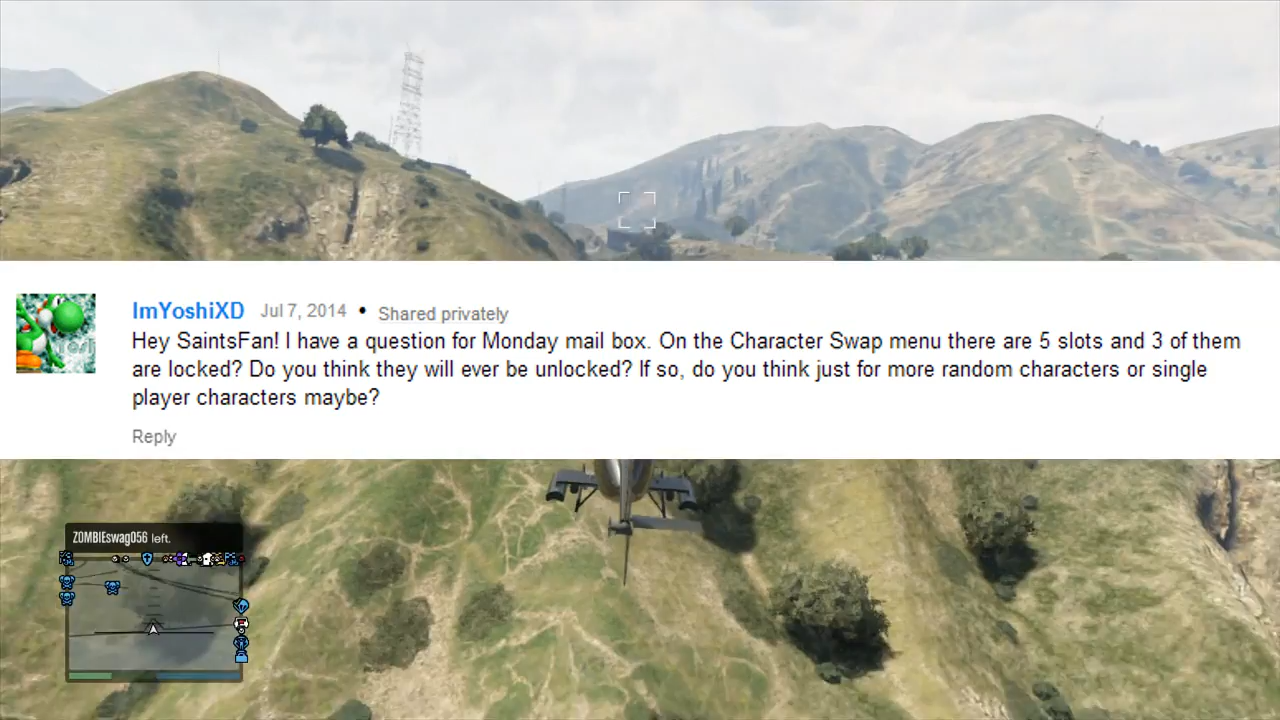 ImYoshiXD Jul 7, 2014 • Shared privately
Hey SaintsFan! I have a question for Monday mail box. On the Character Swap menu there are 5 slots and 3 of them
are locked? Do you think they will ever be unlocked? If so, do you think just for more random characters or single
player characters maybe?
Reply
ZOMBIEswag056 left.